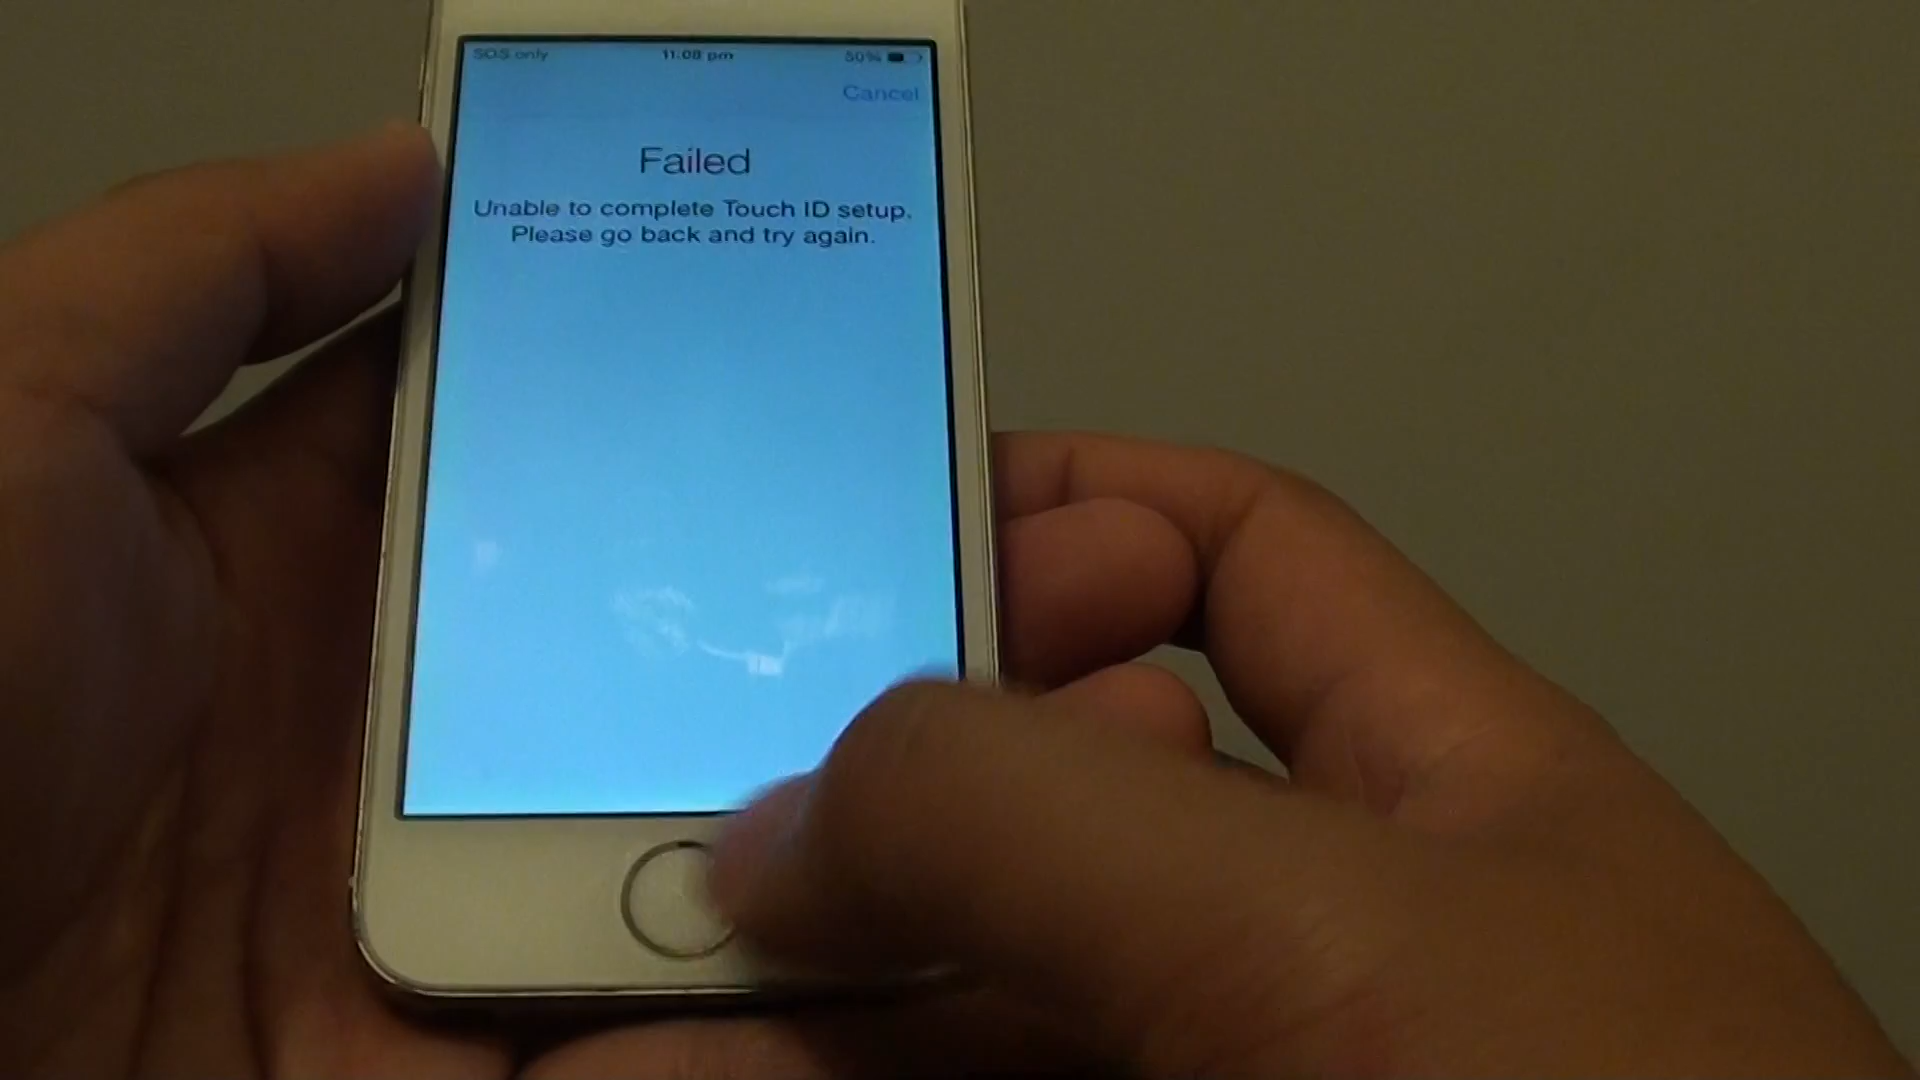 SOS only 11:08 pm 50%
Cancel
Failed
Unable to complete Touch ID setup.
Please go back and try again.